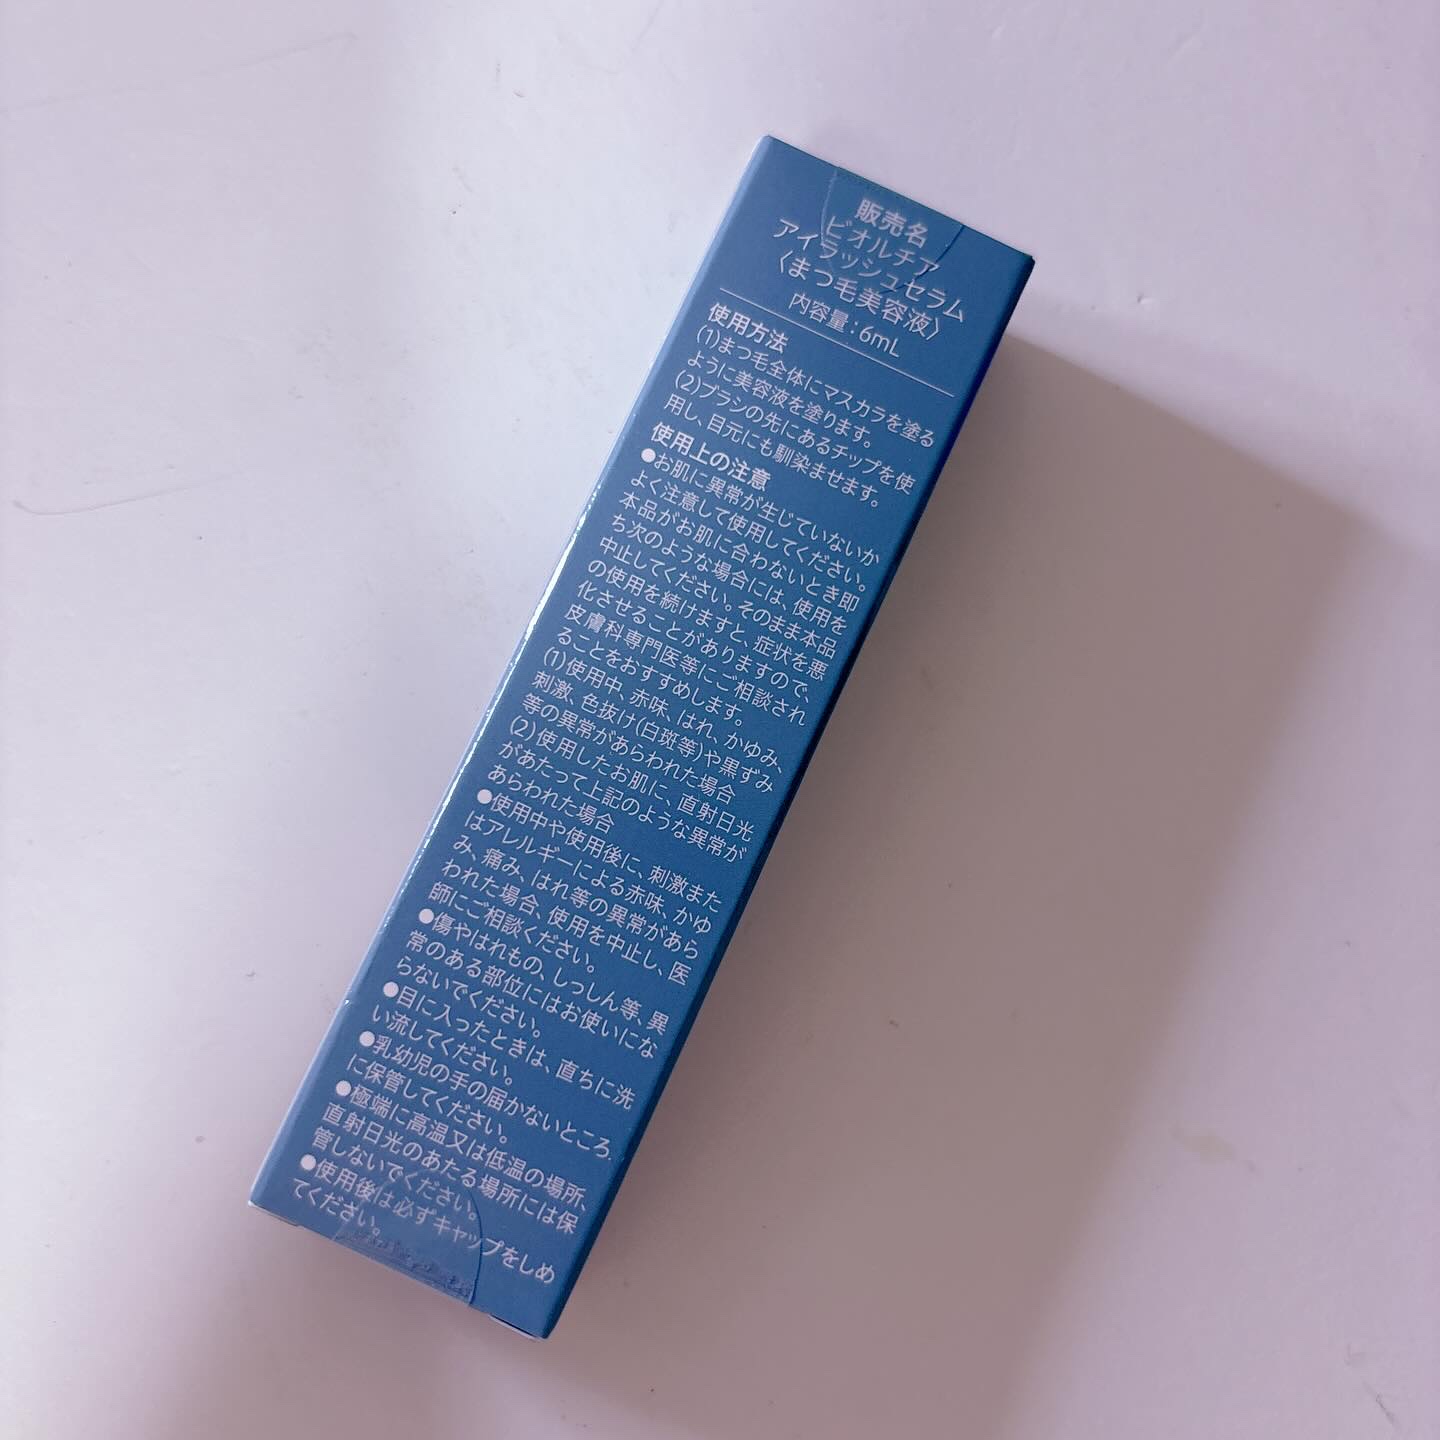 販売名
ビオルチア
アイラッシュセラム
〈まつ毛美容液〉
内容量：6mL
使用方法
(1)まつ毛全体にマスカラを塗る
ように美容液を塗ります。
(2)ブラシの先にあるチップを使
用し、目元にも馴染ませます。
使用上の注意
●お肌に異常が生じていないか
よく注意して使用してください。
本品がお肌に合わないとき即
ち次のような場合には、使用を
中止してください。そのまま本品
の使用を続けますと、症状を悪
化させることがありますので、
皮膚科専門医等にご相談され
ることをおすすめします。
(1)使用中、赤味、はれ、かゆみ、
刺激、色抜け(白斑等)や黒ずみ
等の異常があらわれた場合
(2)使用したお肌に、直射日光
があたって上記のような異常が
あらわれた場合
●使用中や使用後に、刺激また
はアレルギーによる赤味、かゆ
み、痛み、はれ等の異常があら
われた場合、使用を中止し、医
師にご相談ください。
●傷やはれもの、しっしん等、異
常のある部位にはお使いにな
らないでください。
●目に入ったときは、直ちに洗
い流してください。
●乳幼児の手の届かないところ
に保管してください。
●極端に高温又は低温の場所、
直射日光のあたる場所には保
管しないでください。
●使用後は必ずキャップをしめ
てください。